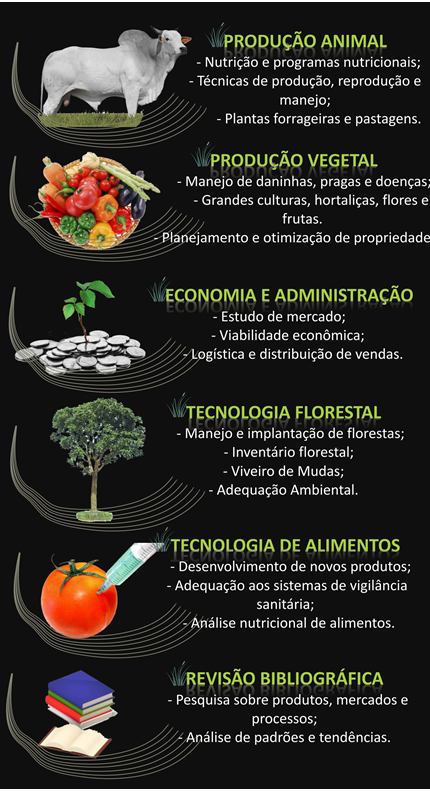 PRODUÇÃO ANIMAL
- Nutrição e programas nutricionais;
- Técnicas de produção, reprodução e
manejo;
- Plantas forrageiras e pastagens.
PRODUÇÃO VEGETAL
- Manejo de daninhas, pragas e doenças;
- Grandes culturas, hortaliças, flores e
frutas.
- Planejamento e otimização de propriedade
ECONOMIA E ADMINISTRAÇÃO
- Estudo de mercado;
- Viabilidade econômica;
- Logística e distribuição de vendas.
TECNOLOGIA FLORESTAL
- Manejo e implantação de florestas;
- Inventário florestal;
- Viveiro de Mudas;
- Adequação Ambiental.
TECNOLOGIA DE ALIMENTOS
- Desenvolvimento de novos produtos;
- Adequação aos sistemas de vigilância
sanitária;
- Análise nutricional de alimentos.
REVISÃO BIBLIOGRÁFICA
- Pesquisa sobre produtos, mercados e
processos;
- Análise de padrões e tendências.